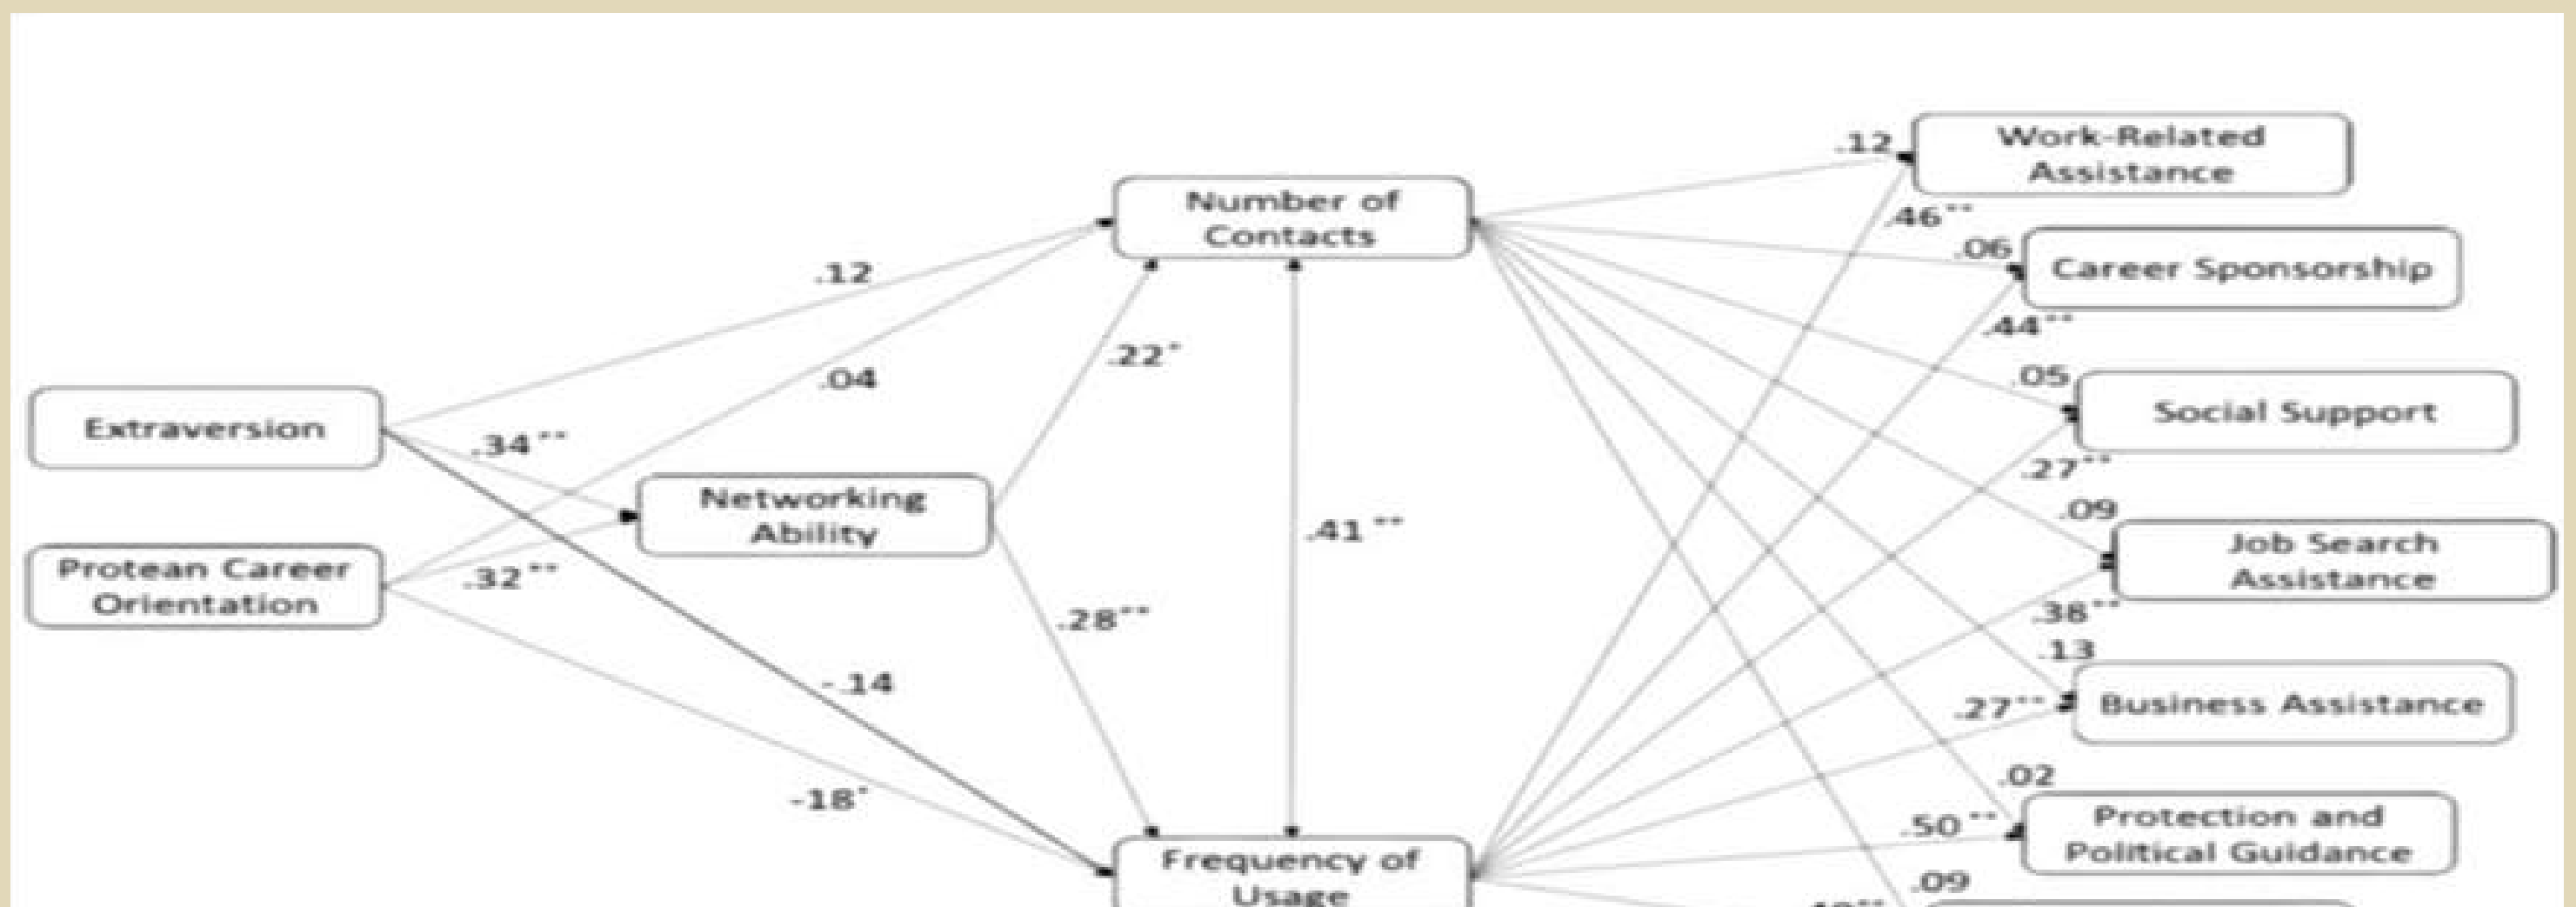 .12
Work-Related
Assistance
Number of
Contacts
.46**
.06
Career Sponsorship
.12
.44**
.22*
.04
.05
Social Support
Extraversion
.34**
.27**
Networking
Ability
.09
.41 **
Job Search
Assistance
Protean Career
Orientation
.32**
.28**
.38**
.13
-.14
.27**
Business Assistance
-18*
.02
.50 **
Protection and
Political Guidance
Frequency of
Usage
.09